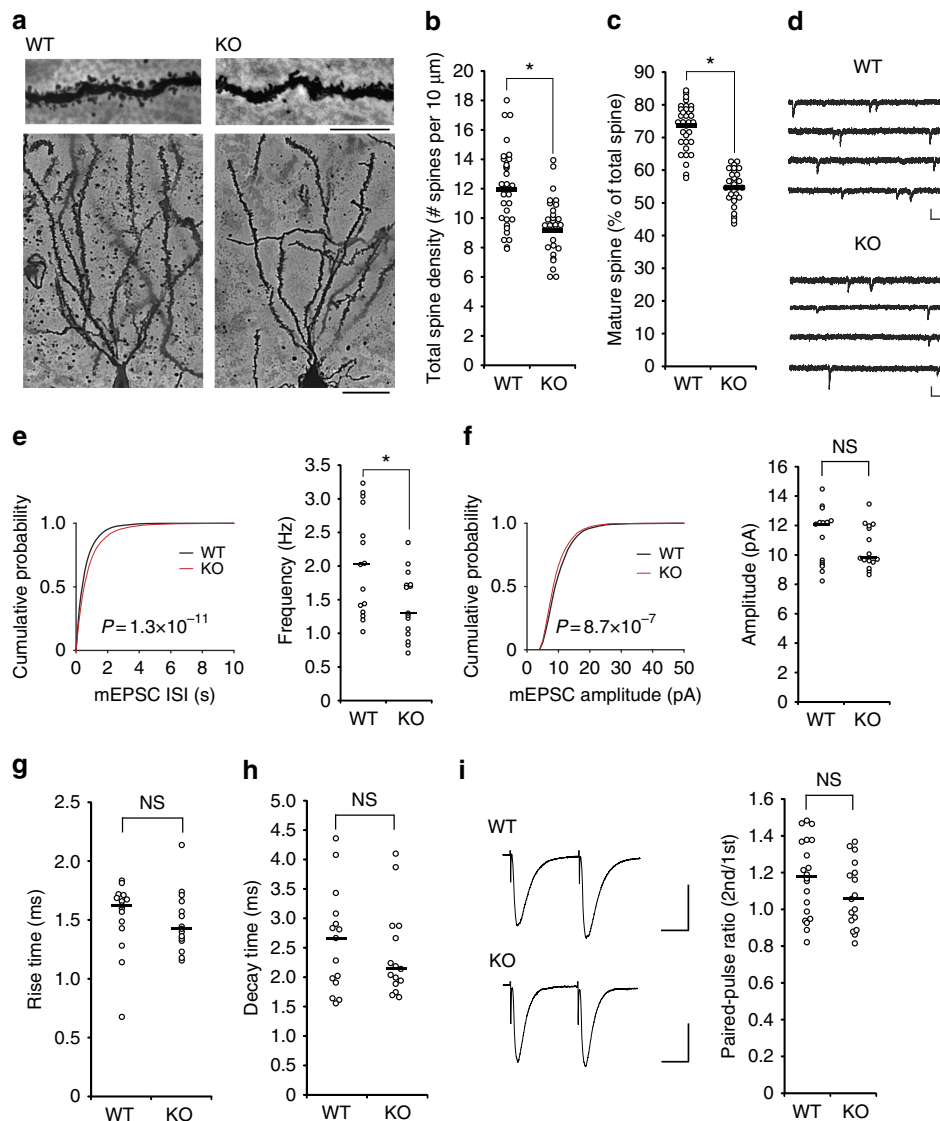 a
WT
KO
b
Total spine density (# spines per 10 µm)
20
18
16
14
12
10
8
6
4
2
0
*
WT
KO
c
Mature spine (% of total spine)
90
80
70
60
50
40
30
20
10
0
*
WT
KO
d
WT
KO
e
Cumulative probability
1.0
0.5
0
0 2 4 6 8 10
mEPSC ISI (s)
WT
KO
P=1.3×10−11
Frequency (Hz)
3.5
3.0
2.5
2.0
1.5
1.0
0.5
0
*
WT
KO
f
Cumulative probability
1.0
0.5
0
0 10 20 30 40 50
mEPSC amplitude (pA)
WT
KO
P=8.7×10−7
Amplitude (pA)
16
14
12
10
8
6
4
2
0
NS
WT
KO
g
Rise time (ms)
2.5
2.0
1.5
1.0
0.5
0
NS
WT
KO
h
Decay time (ms)
5.0
4.5
4.0
3.5
3.0
2.5
2.0
1.5
1.0
0.5
0
NS
WT
KO
i
WT
KO
Paired-pulse ratio (2nd/1st)
1.6
1.4
1.2
1.0
0.8
0.6
0.4
0.2
0
NS
WT
KO